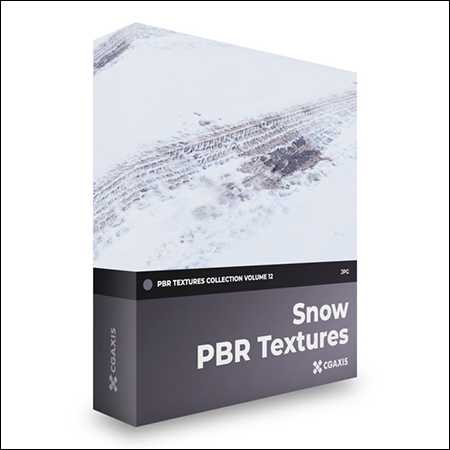 PBR TEXTURES COLLECTION VOLUME 12
JPG
Snow
PBR Textures
CGAXIS
CGAXIS